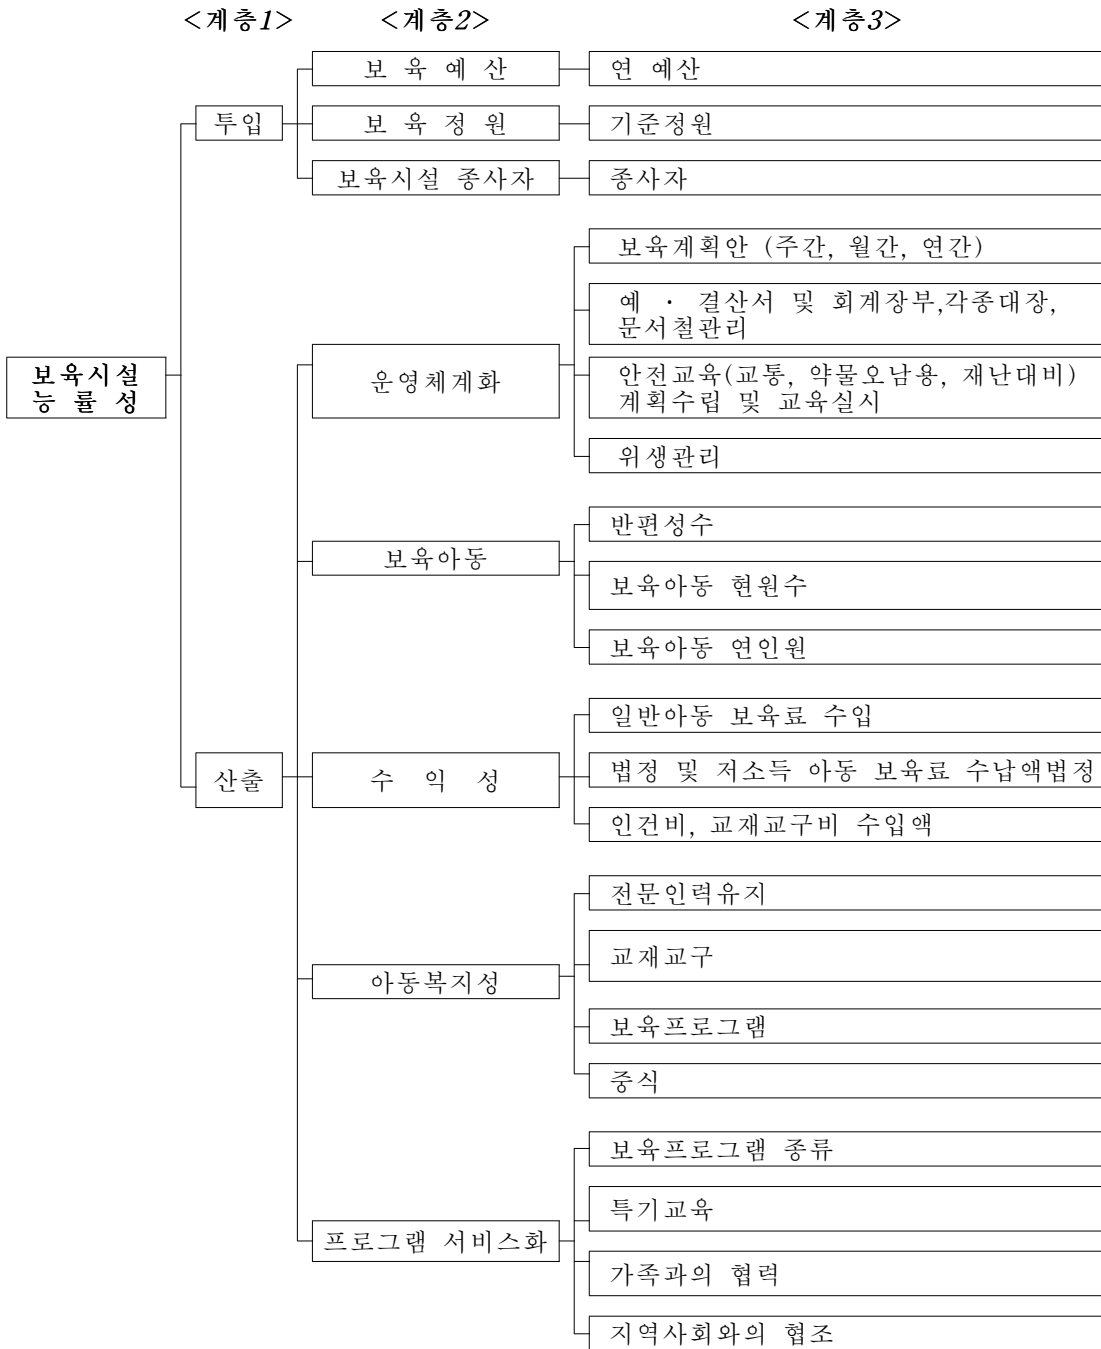 <계층1> <계층2> <계층3>
보육시설
능률성
투입
보육예산
연 예산
보육정원
기준정원
보육시설 종사자
종사자
산출
운영체계화
보육계획안 (주간, 월간, 연간)
예 · 결산서 및 회계장부,각종대장,
문서철관리
안전교육(교통, 약물오남용, 재난대비)
계획수립 및 교육실시
위생관리
보육아동
반편성수
보육아동 현원수
보육아동 연인원
수익성
일반아동 보육료 수입
법정 및 저소득 아동 보육료 수납액법정
인건비, 교재교구비 수입액
아동복지성
전문인력유지
교재교구
보육프로그램
중식
프로그램 서비스화
보육프로그램 종류
특기교육
가족과의 협력
지역사회와의 협조